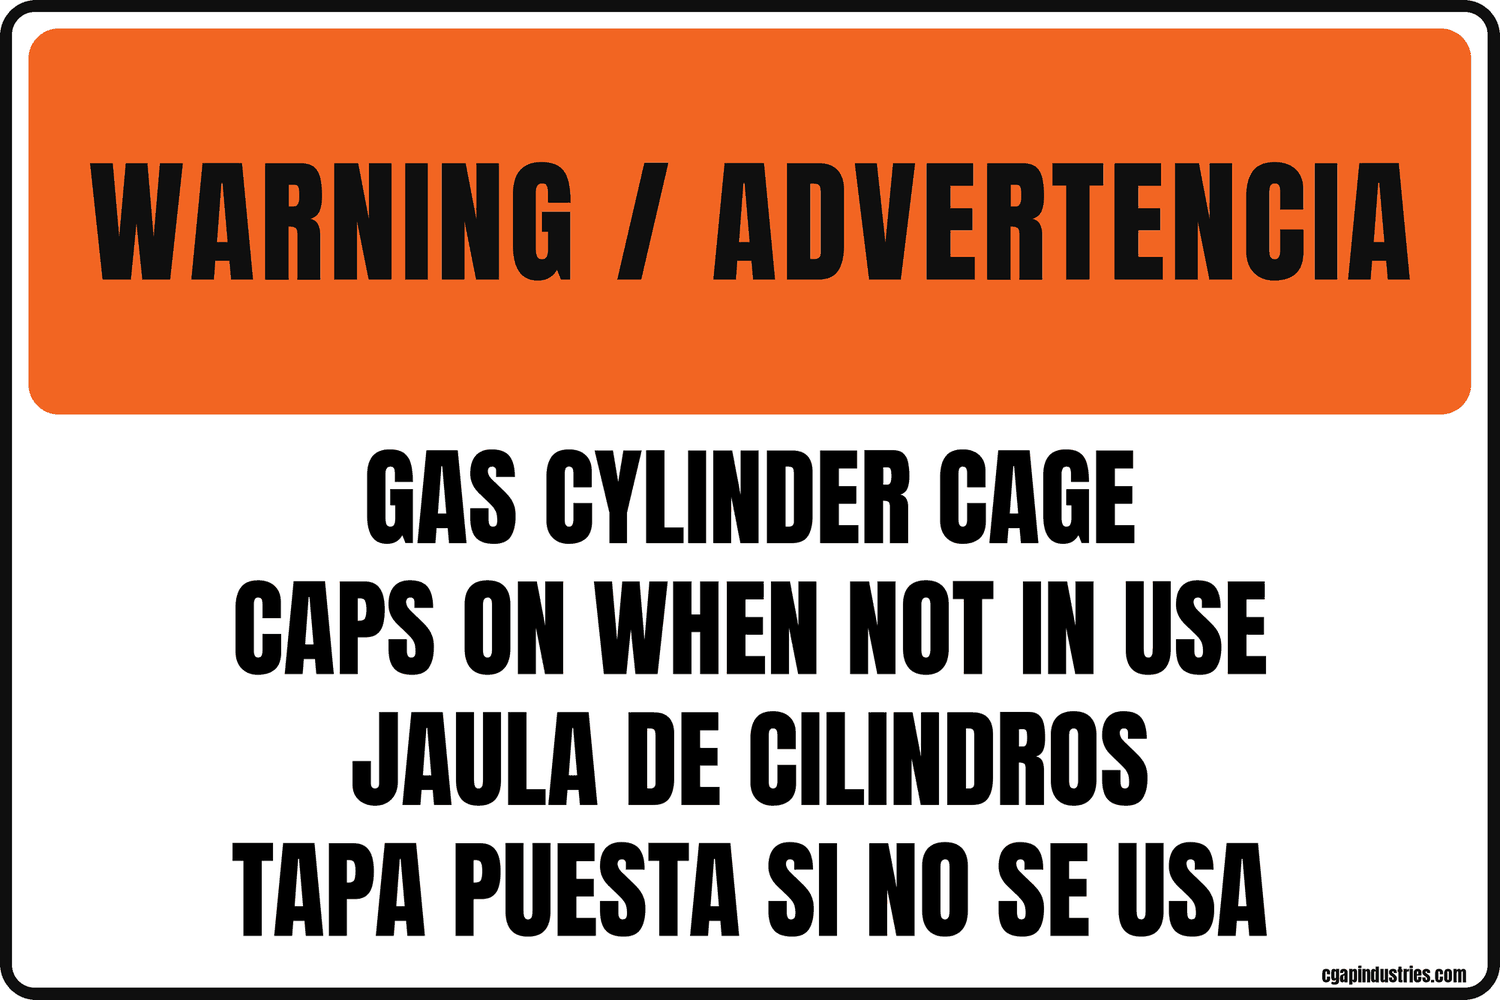 WARNING / ADVERTENCIA
GAS CYLINDER CAGE
CAPS ON WHEN NOT IN USE
JAULA DE CILINDROS
TAPA PUESTA SI NO SE USA
cgapindustries.com